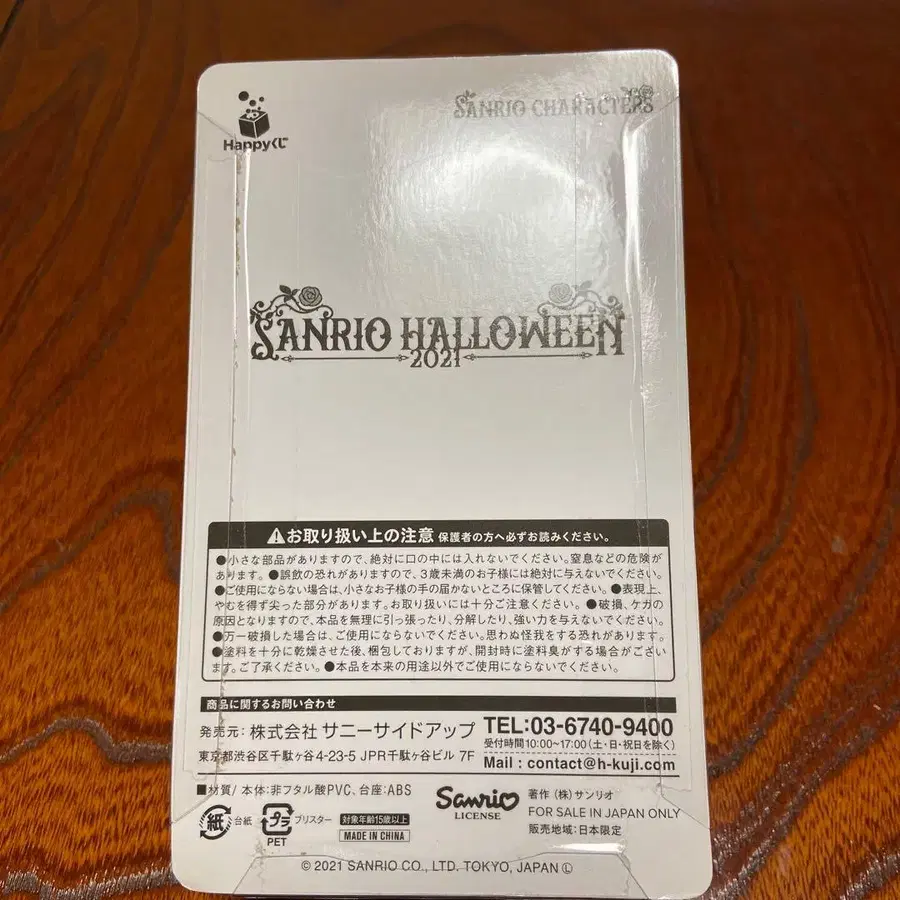 Happyくじ
SANRIO CHARACTERS
SANRIO HALLOWEEN
2021
⚠お取り扱い上の注意 保護者の方へ必ずお読みください。
●小さな部品がありますので、絶対に口の中には入れないでください。窒息などの危険が
あります。●誤飲の恐れがありますので、3歳未満のお子様には絶対に与えないでください。
●ご使用にならない場合は、小さなお子様の手の届かないところに保管してください。●表現上、
やむを得ず尖った部分があります。お取り扱いには十分ご注意ください。●破損、ケガの
原因となりますので、本品を無理に引っ張ったり、分解したり、強い力を与えないでください。
●万一破損した場合は、ご使用にならないでください。思わぬ怪我をする恐れがあります。
●塗料を十分に乾燥させた後、梱包しておりますが、開封時に塗料臭がする場合がござい
ます。ご了承ください。●本品を本来の用途以外でご使用にならないでください。
商品に関するお問い合わせ
発売元:株式会社 サニーサイドアップ
東京都渋谷区千駄ヶ谷4-23-5 JPR千駄ヶ谷ビル 7F
TEL:03-6740-9400
受付時間10:00~17:00(土・日・祝日を除く)
Mail : contact@h-kuji.com
■材質/本体:非フタル酸PVC、台座:ABS
紙 台紙
プラ ブリスター
PET
対象年齢15歳以上
MADE IN CHINA
Sanrio
LICENSE
著作 (株)サンリオ
FOR SALE IN JAPAN ONLY
販売地域:日本限定
© 2021 SANRIO CO., LTD. TOKYO, JAPAN Ⓛ